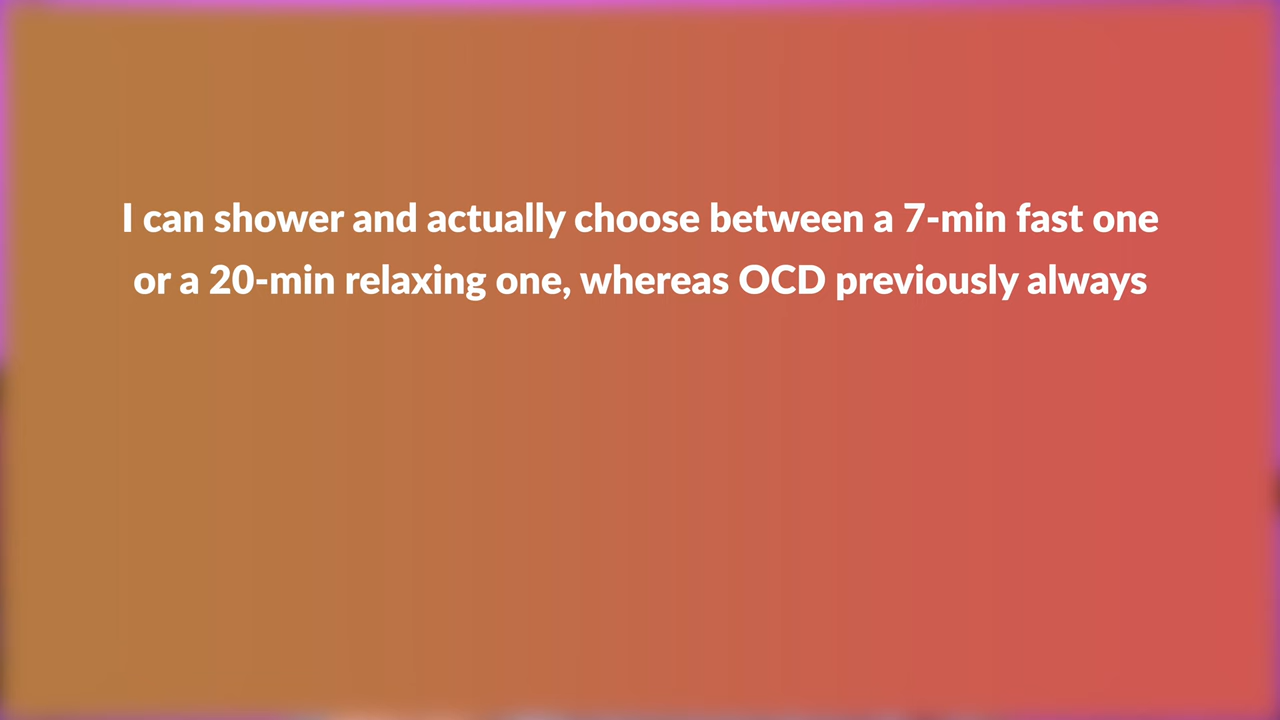 I can shower and actually choose between a 7-min fast one
or a 20-min relaxing one, whereas OCD previously always